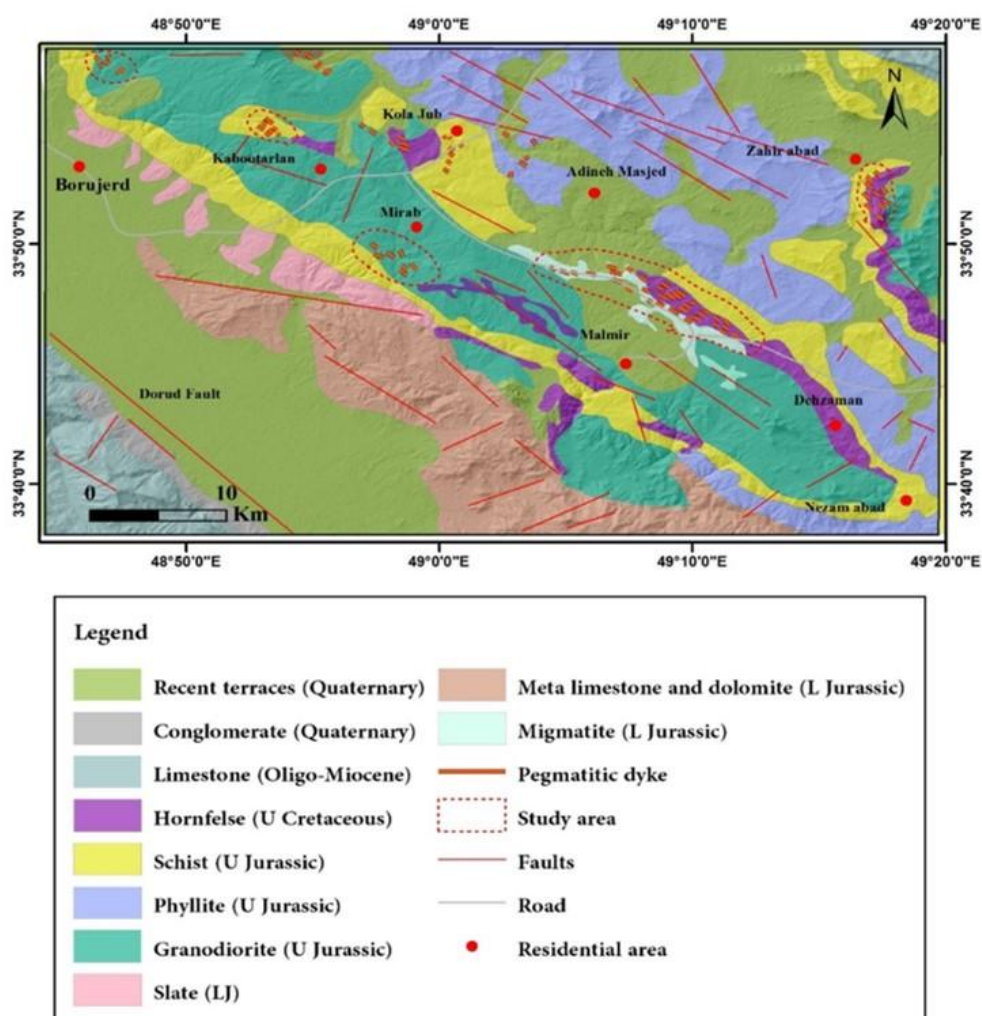 48°50'0"E 49°0'0"E 49°10'0"E 49°20'0"E
N
Kola Jub
Zahir abad
Kabootarlan
Adineh Masjed
Borujerd
Mirab
33°50'0"N 33°50'0"N
Malmir
Dorud Fault
Dehzaman
33°40'0"N 33°40'0"N
0 10
Km
Nezam abad
48°50'0"E 49°0'0"E 49°10'0"E 49°20'0"E
Legend
Recent terraces (Quaternary)
Conglomerate (Quaternary)
Limestone (Oligo-Miocene)
Hornfelse (U Cretaceous)
Schist (U Jurassic)
Phyllite (U Jurassic)
Granodiorite (U Jurassic)
Slate (LJ)
Meta limestone and dolomite (L Jurassic)
Migmatite (L Jurassic)
Pegmatitic dyke
Study area
Faults
Road
Residential area